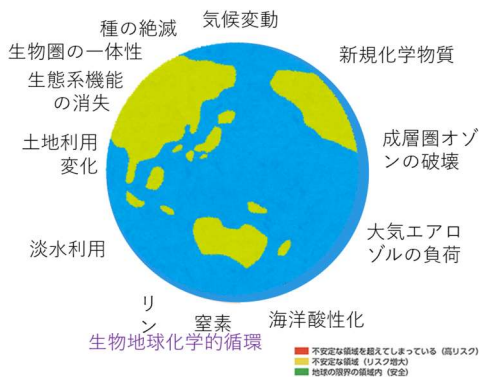 気候変動
種の絶滅
生物圏の一体性
生態系機能
の消失
土地利用
変化
淡水利用
リン
窒素
生物地球化学的循環
海洋酸性化
大気エアロ
ゾルの負荷
成層圏オゾ
ンの破壊
新規化学物質
不安定な領域を超えてしまっている（高リスク）
不安定な領域（リスク増大）
地球の限界の領域内（安全）